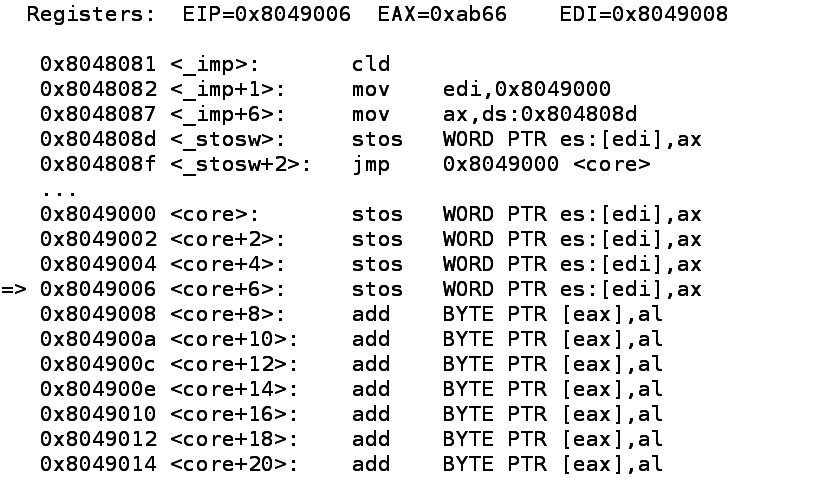 Registers: EIP=0x8049006 EAX=0xab66 EDI=0x8049008
0x8048081 <_imp>: cld
0x8048082 <_imp+1>: mov edi,0x8049000
0x8048087 <_imp+6>: mov ax,ds:0x804808d
0x804808d <_stosw>: stos WORD PTR es:[edi],ax
0x804808f <_stosw+2>: jmp 0x8049000 <core>
...
0x8049000 <core>: stos WORD PTR es:[edi],ax
0x8049002 <core+2>: stos WORD PTR es:[edi],ax
0x8049004 <core+4>: stos WORD PTR es:[edi],ax
=> 0x8049006 <core+6>: stos WORD PTR es:[edi],ax
0x8049008 <core+8>: add BYTE PTR [eax],al
0x804900a <core+10>: add BYTE PTR [eax],al
0x804900c <core+12>: add BYTE PTR [eax],al
0x804900e <core+14>: add BYTE PTR [eax],al
0x8049010 <core+16>: add BYTE PTR [eax],al
0x8049012 <core+18>: add BYTE PTR [eax],al
0x8049014 <core+20>: add BYTE PTR [eax],al